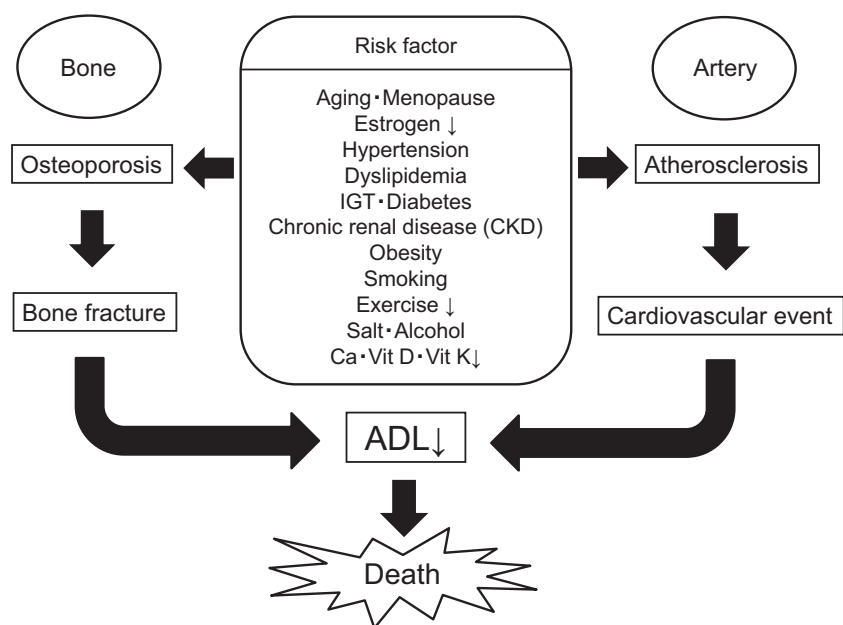 Bone
Risk factor
Artery
Aging・Menopause
Estrogen ↓
Hypertension
Dyslipidemia
IGT・Diabetes
Chronic renal disease (CKD)
Obesity
Smoking
Exercise ↓
Salt・Alcohol
Ca・Vit D・Vit K↓
Osteoporosis
Atherosclerosis
Bone fracture
Cardiovascular event
ADL↓
Death